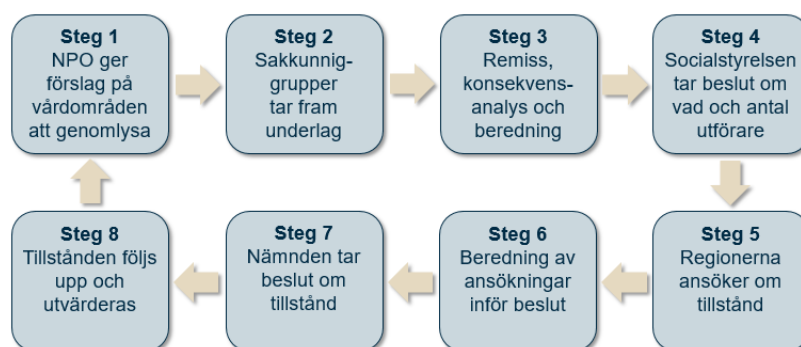 Steg 1
NPO ger
förslag på
vårdområden
att genomlysa
Steg 2
Sakkunnig-
grupper
tar fram
underlag
Steg 3
Remiss,
konsekvens-
analys och
beredning
Steg 4
Socialstyrelsen
tar beslut om
vad och antal
utförare
Steg 5
Regionerna
ansöker om
tillstånd
Steg 6
Beredning av
ansökningar
inför beslut
Steg 7
Nämnden tar
beslut om
tillstånd
Steg 8
Tillstånden följs
upp och
utvärderas